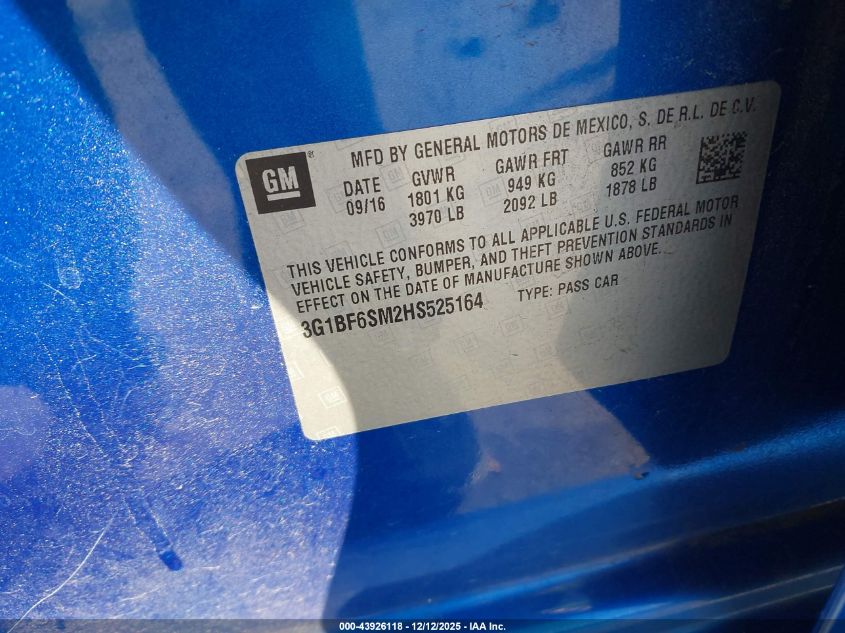 GM
MFD BY GENERAL MOTORS DE MEXICO, S. DE R.L. DE C.V.
DATE GVWR GAWR FRT GAWR RR
09/16 1801 KG 949 KG 852 KG
3970 LB 2092 LB 1878 LB
THIS VEHICLE CONFORMS TO ALL APPLICABLE U.S. FEDERAL MOTOR
VEHICLE SAFETY, BUMPER, AND THEFT PREVENTION STANDARDS IN
EFFECT ON THE DATE OF MANUFACTURE SHOWN ABOVE.
3G1BF6SM2HS525164 TYPE: PASS CAR
000-43926118 - 12/12/2025 - IAA Inc.